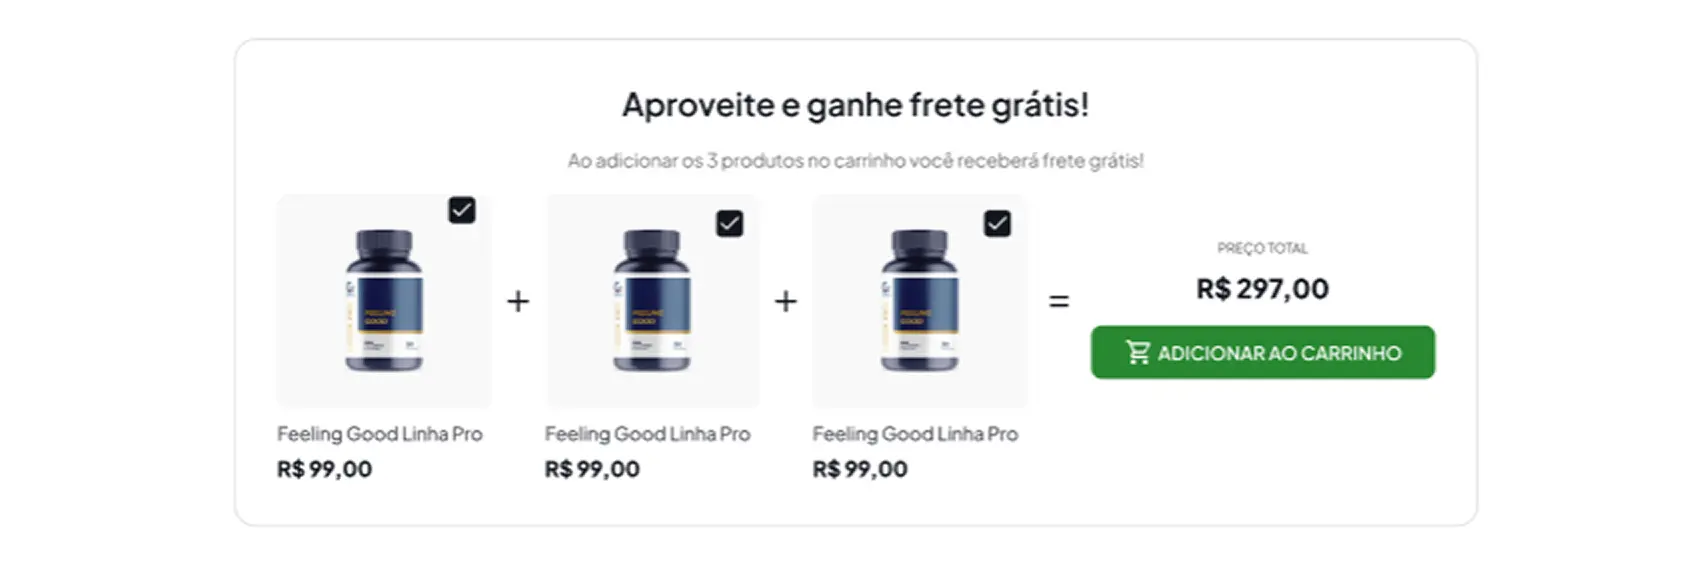 Aproveite e ganhe frete grátis!
Ao adicionar os 3 produtos no carrinho você receberá frete grátis!
FEELING
GOOD
FEELING
GOOD
FEELING
GOOD
+
+
=
PREÇO TOTAL
R$ 297,00
ADICIONAR AO CARRINHO
Feeling Good Linha Pro
R$ 99,00
Feeling Good Linha Pro
R$ 99,00
Feeling Good Linha Pro
R$ 99,00